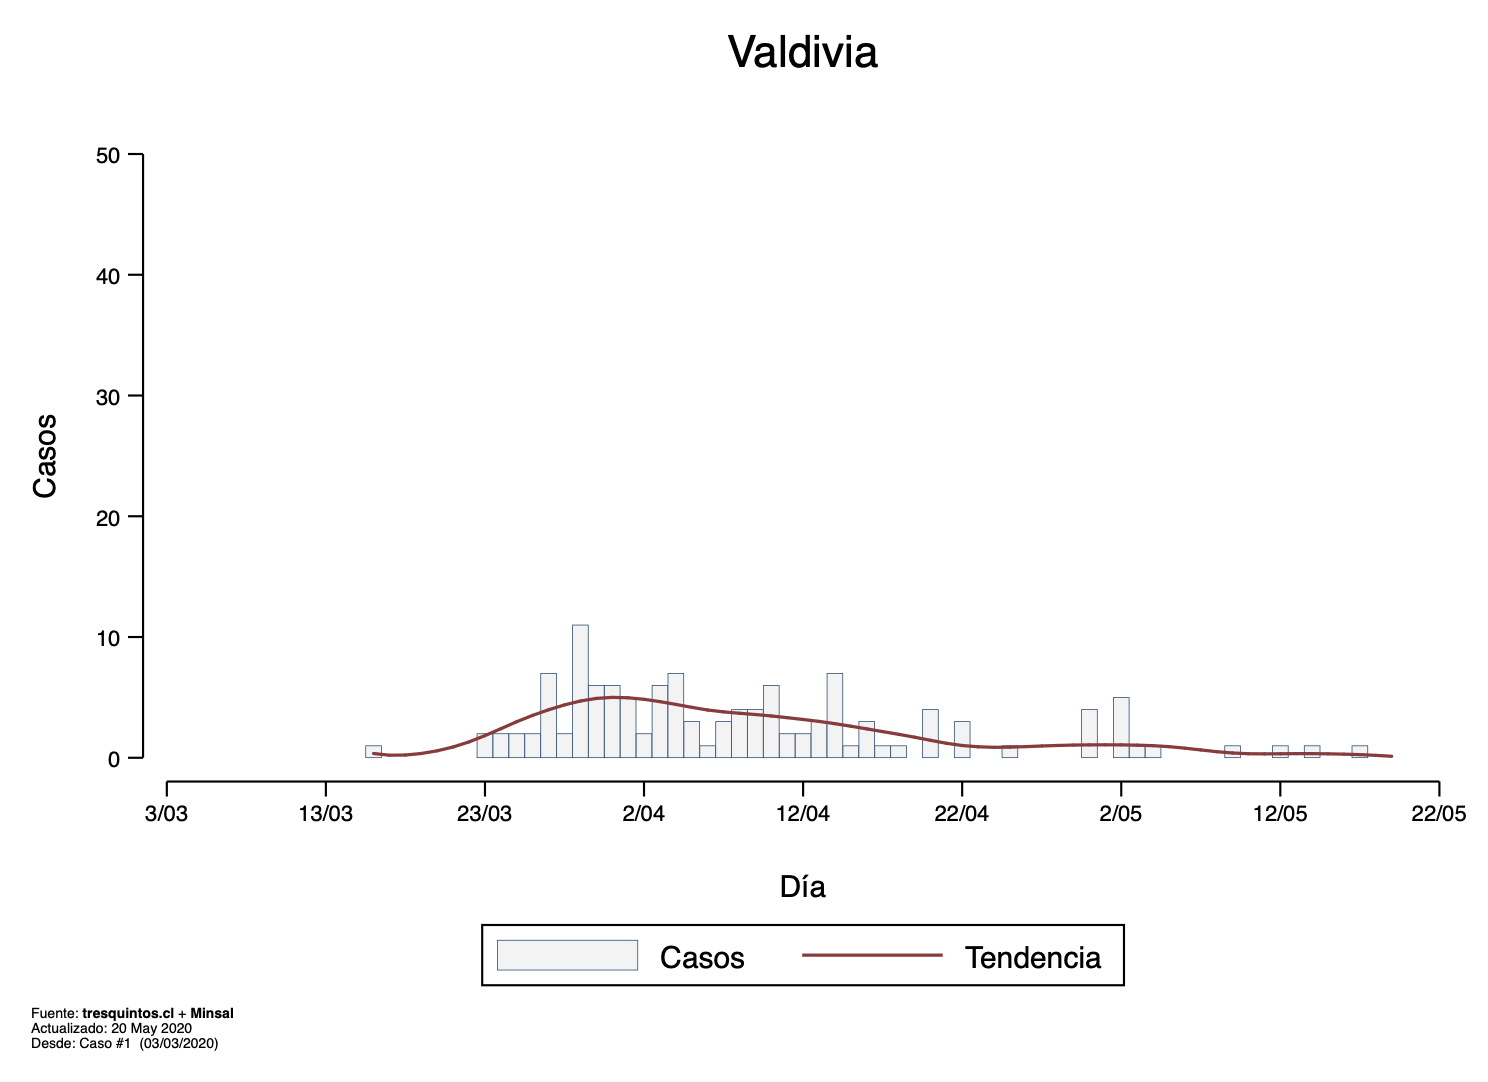 Valdivia
50
40
30
20
10
0
Casos
3/03 13/03 23/03 2/04 12/04 22/04 2/05 12/05 22/05
Día
Casos Tendencia
Fuente: tresquintos.cl + Minsal
Actualizado: 20 May 2020
Desde: Caso #1 (03/03/2020)